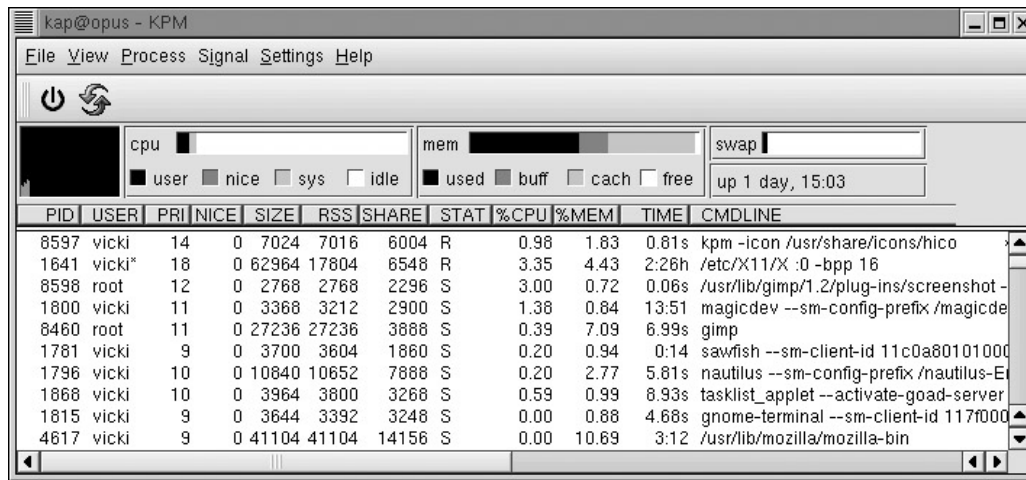 kap@opus - KPM
File View Process Signal Settings Help
cpu mem swap
user nice sys idle used buff cach free up 1 day, 15:03
PID USER PRI NICE SIZE RSS SHARE STAT %CPU %MEM TIME CMDLINE
8597 vicki 14 0 7024 7016 6004 R 0.98 1.83 0.81s kpm -icon /usr/share/icons/hico
1641 vicki* 18 0 62964 17804 6548 R 3.35 4.43 2:26h /etc/X11/X :0 -bpp 16
8598 root 12 0 2768 2768 2296 S 3.00 0.72 0.06s /usr/lib/gimp/1.2/plug-ins/screenshot -
1800 vicki 11 0 3368 3212 2900 S 1.38 0.84 13:51 magicdev --sm-config-prefix /magicde
8460 root 11 0 27236 27236 3888 S 0.39 7.09 6.99s gimp
1781 vicki 9 0 3700 3604 1860 S 0.20 0.94 0:14 sawfish --sm-client-id 11c0a80101000
1796 vicki 10 0 10840 10652 7888 S 0.20 2.77 5.81s nautilus --sm-config-prefix /nautilus-E
1868 vicki 10 0 3964 3800 3268 S 0.59 0.99 8.93s tasklist_applet --activate-goad-server
1815 vicki 9 0 3644 3392 3248 S 0.00 0.88 4.68s gnome-terminal --sm-client-id 117f000
4617 vicki 9 0 41104 41104 14156 S 0.00 10.69 3:12 /usr/lib/mozilla/mozilla-bin